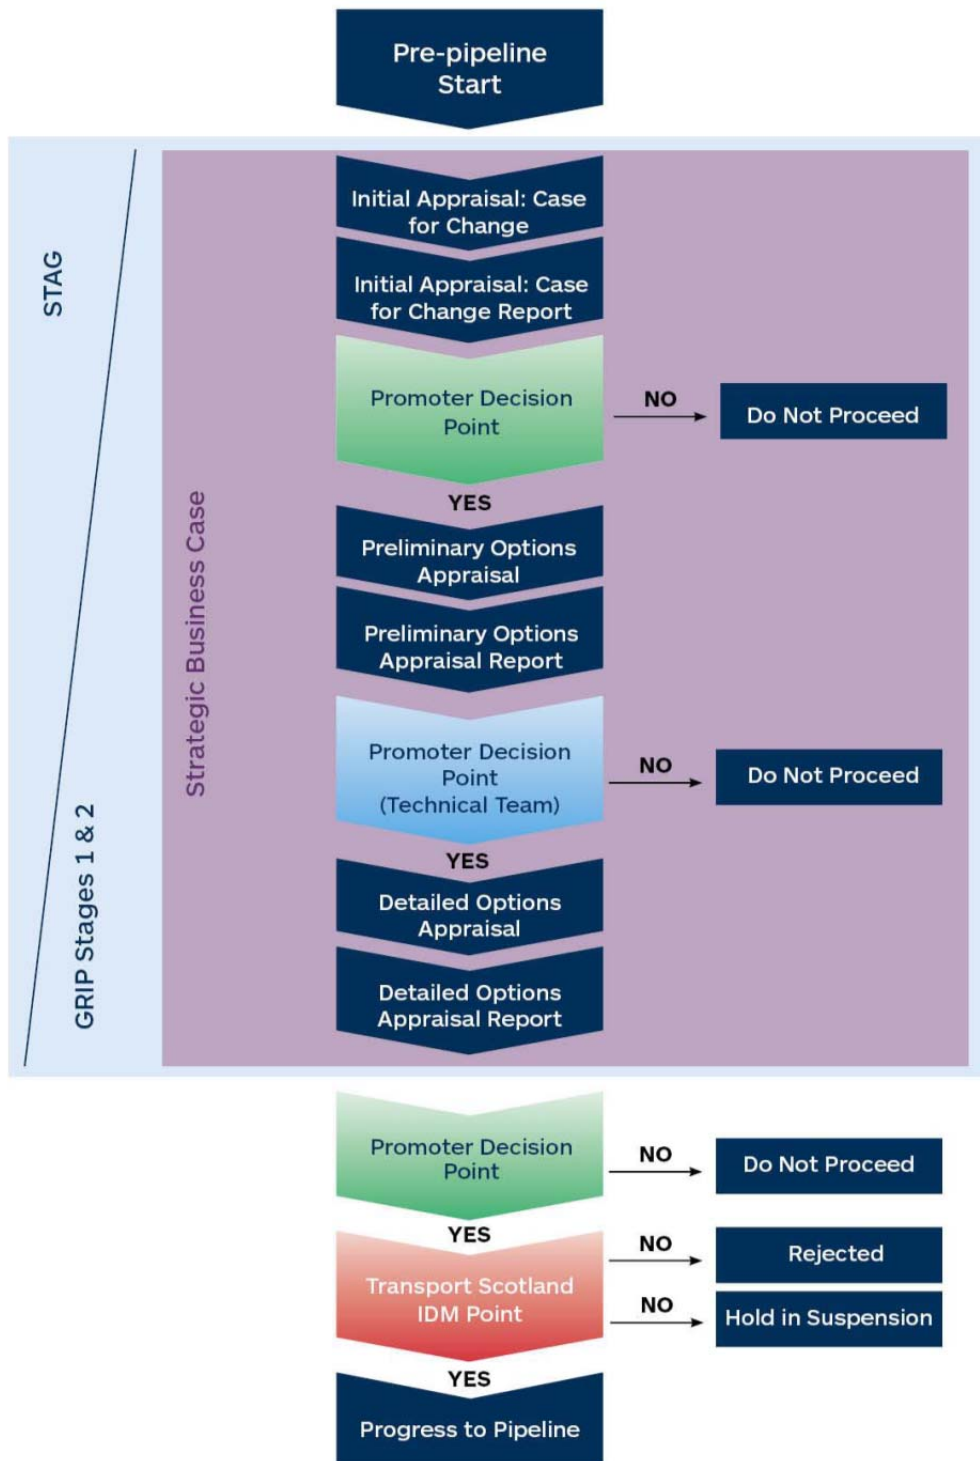 Pre-pipeline
Start
STAG
GRIP Stages 1 & 2
Strategic Business Case
Initial Appraisal: Case
for Change
Initial Appraisal: Case
for Change Report
Promoter Decision
Point
NO
Do Not Proceed
YES
Preliminary Options
Appraisal
Preliminary Options
Appraisal Report
Promoter Decision
Point
(Technical Team)
NO
Do Not Proceed
YES
Detailed Options
Appraisal
Detailed Options
Appraisal Report
Promoter Decision
Point
NO
Do Not Proceed
YES
Transport Scotland
IDM Point
NO
Rejected
NO
Hold in Suspension
YES
Progress to Pipeline